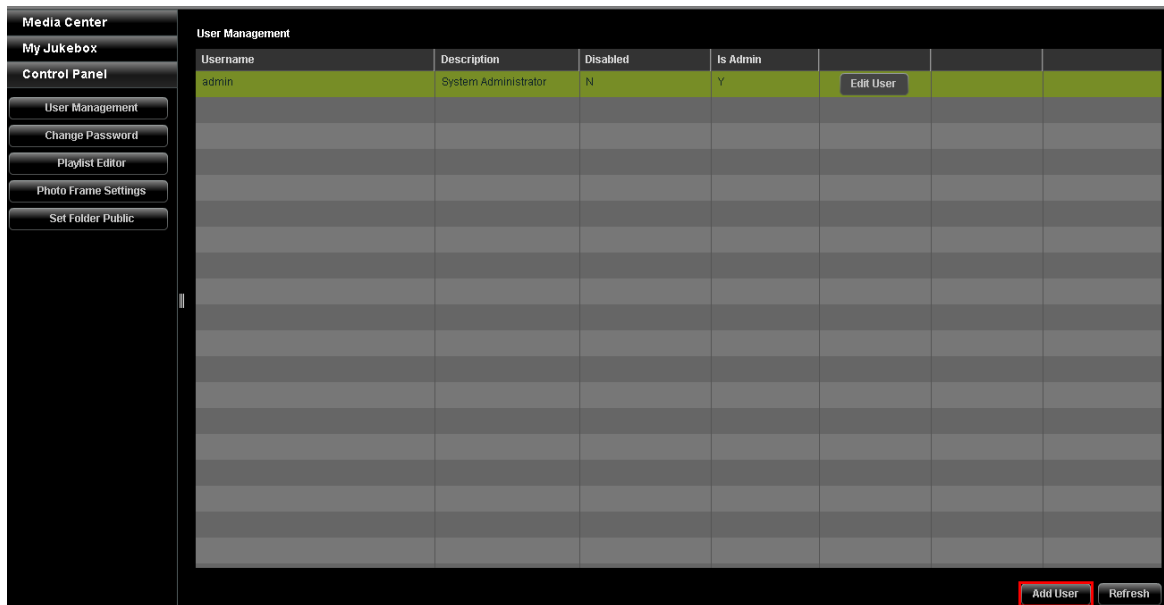 Media Center
My Jukebox
Control Panel
User Management
Change Password
Playlist Editor
Photo Frame Settings
Set Folder Public
User Management
Username Description Disabled Is Admin
admin System Administrator N Y Edit User
Add User Refresh